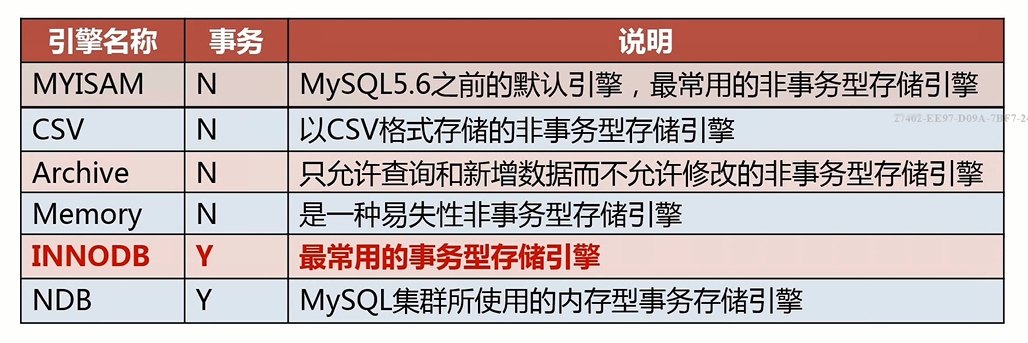 引擎名称 事务 说明
MYISAM N MySQL5.6之前的默认引擎，最常用的非事务型存储引擎
CSV N 以CSV格式存储的非事务型存储引擎
Archive N 只允许查询和新增数据而不允许修改的非事务型存储引擎
Memory N 是一种易失性非事务型存储引擎
INNODB Y 最常用的事务型存储引擎
NDB Y MySQL集群所使用的内存型事务存储引擎